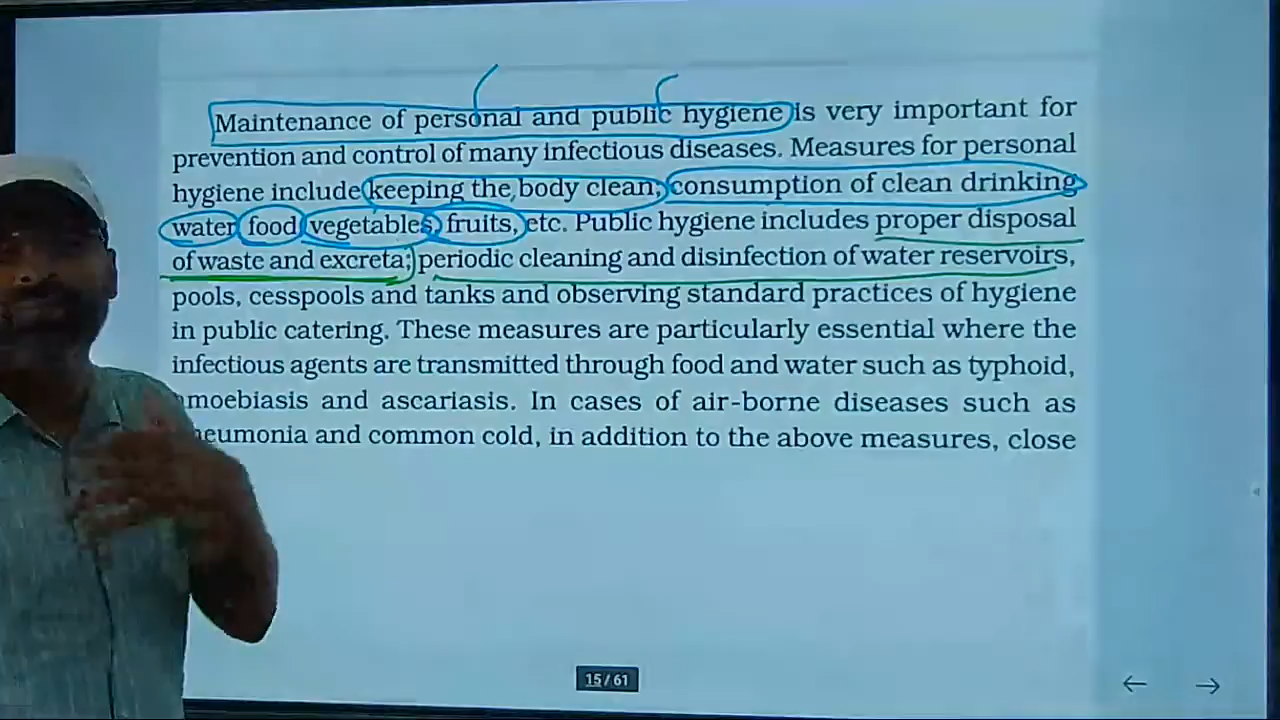 Maintenance of personal and public hygiene is very important for
prevention and control of many infectious diseases. Measures for personal
hygiene include keeping the body clean; consumption of clean drinking
water, food, vegetables, fruits, etc. Public hygiene includes proper disposal
of waste and excreta; periodic cleaning and disinfection of water reservoirs,
pools, cesspools and tanks and observing standard practices of hygiene
in public catering. These measures are particularly essential where the
infectious agents are transmitted through food and water such as typhoid,
moebiasis and ascariasis. In cases of air-borne diseases such as
neumonia and common cold, in addition to the above measures, close
15 / 61